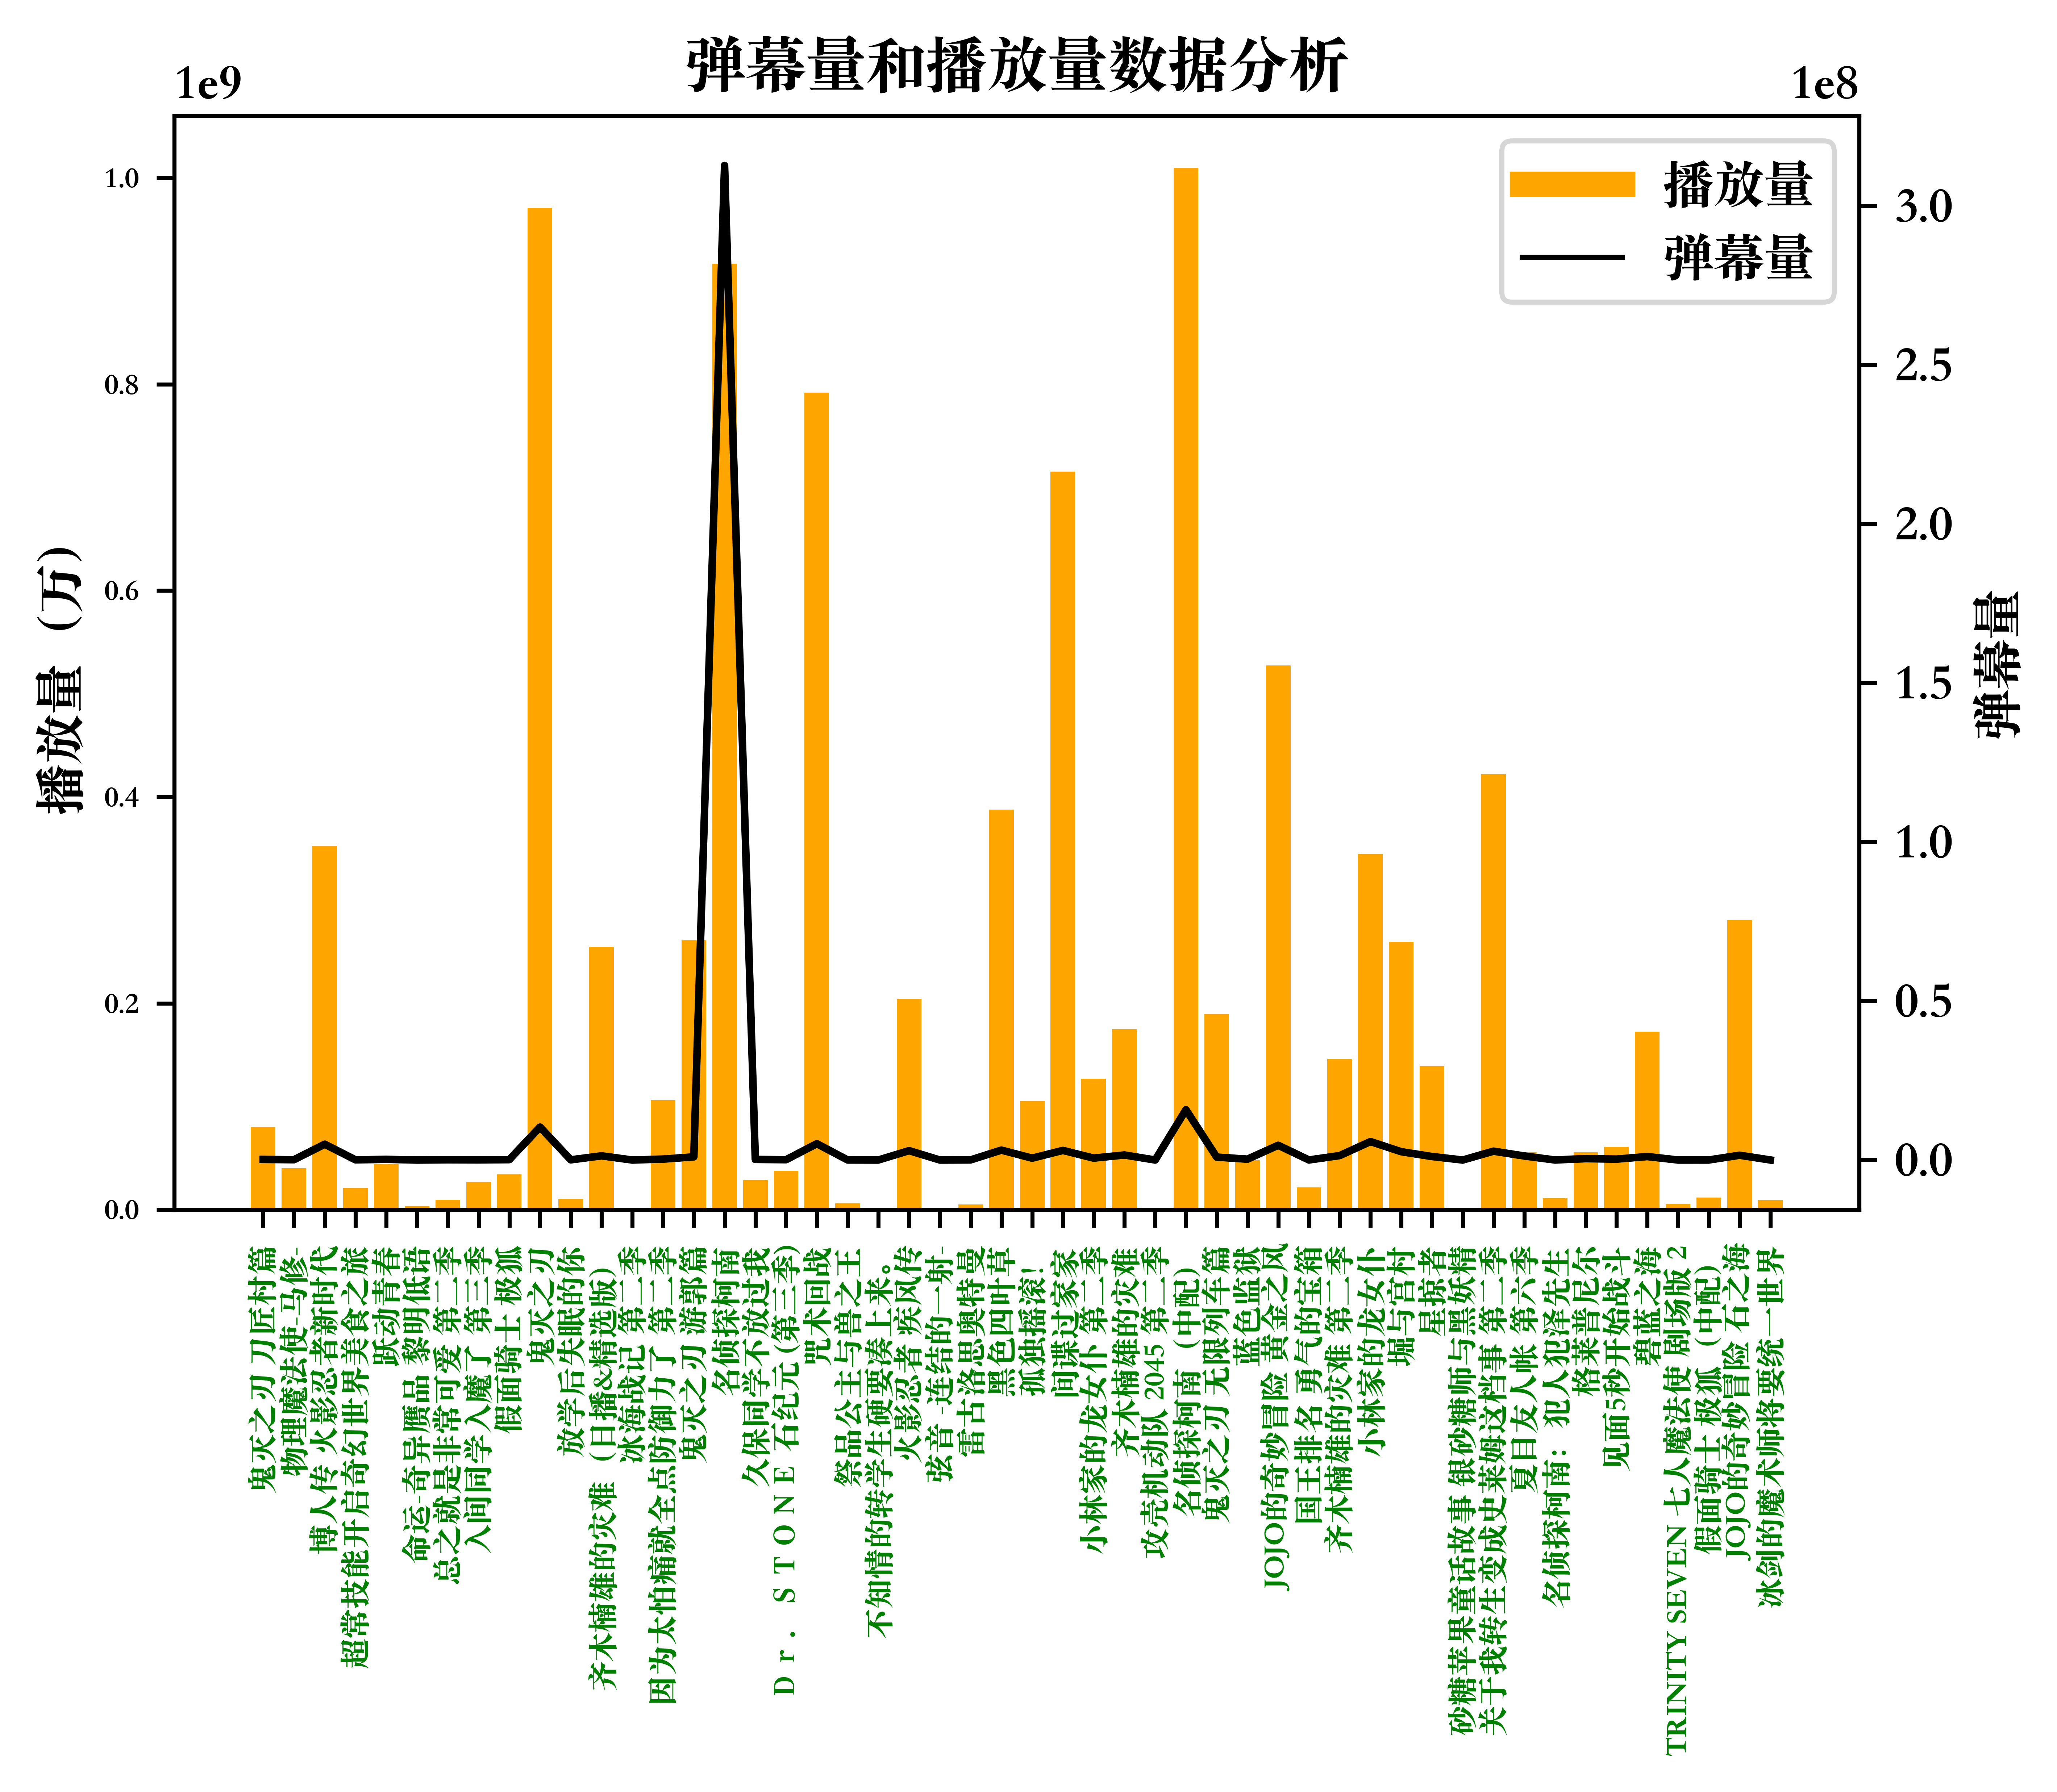 弹幕量和播放量数据分析
1e9
1e8
播放量
弹幕量
1.0
0.8
0.6
0.4
0.2
0.0
播放量（万）
3.0
2.5
2.0
1.5
1.0
0.5
0.0
弹幕量
鬼灭之刃 刀匠村篇
物理魔法使-马修-
博人传 火影忍者新时代
超常技能开启奇幻世界美食之旅
跃动青春
命运-奇异赝品 黎明低语
总之就是非常可爱 第二季
入间同学入魔了 第三季
假面骑士 极狐
鬼灭之刃
放学后失眠的你
齐木楠雄的灾难（日播&精选版）
冰海战记 第二季
因为太怕痛就全点防御力了 第二季
鬼灭之刃 游郭篇
名侦探柯南
久保同学不放过我
Dr. STONE 石纪元(第三季)
咒术回战
祭品公主与兽之王
不知情的转学生硬要凑上来。
火影忍者 疾风传
弦音 -连结的一射-
雷古洛思奥特曼
黑色四叶草
孤独摇滚!
间谍过家家
小林家的龙女仆 第二季
齐木楠雄的灾难
攻壳机动队 2045 第二季
名侦探柯南（中配）
鬼灭之刃 无限列车篇
蓝色监狱
JOJO的奇妙冒险 黄金之风
国王排名 勇气的宝箱
齐木楠雄的灾难 第二季
小林家的龙女仆
堀与宫村
星掠者
砂糖苹果童话故事 银砂糖师与黑妖精
关于我转生变成史莱姆这档事 第二季
夏目友人帐 第六季
名侦探柯南：犯人犯泽先生
格莱普尼尔
见面5秒开始战斗
碧蓝之海
TRINITY SEVEN 七人魔法使 剧场版 2
假面骑士 极狐（中配）
JOJO的奇妙冒险 石之海
冰剑的魔术师将要统一世界